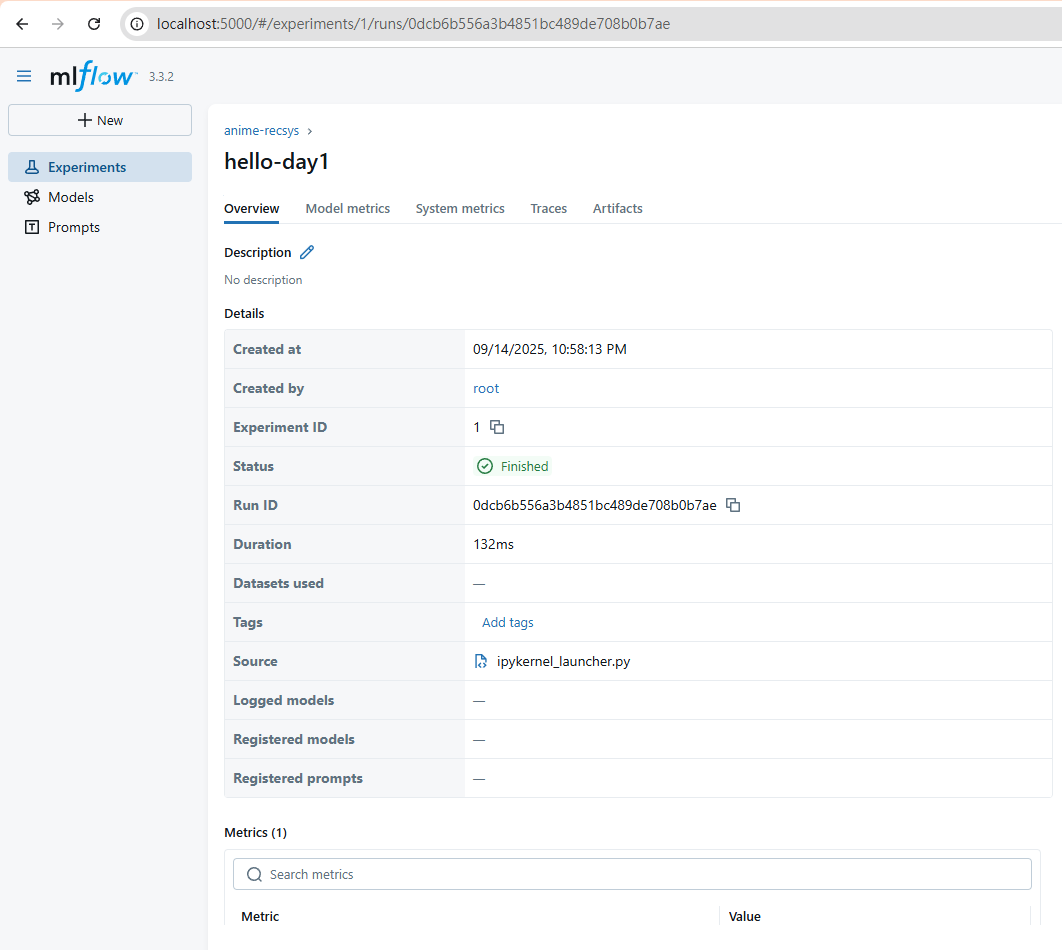 localhost:5000/#/experiments/1/runs/0dcb6b556a3b4851bc489de708b0b7ae
mlflow™ 3.3.2
+ New
Experiments
Models
Prompts
anime-recsys >
hello-day1
Overview Model metrics System metrics Traces Artifacts
Description
No description
Details
Created at 09/14/2025, 10:58:13 PM
Created by root
Experiment ID 1
Status Finished
Run ID 0dcb6b556a3b4851bc489de708b0b7ae
Duration 132ms
Datasets used —
Tags Add tags
Source ipykernel_launcher.py
Logged models —
Registered models —
Registered prompts —
Metrics (1)
Search metrics
Metric Value